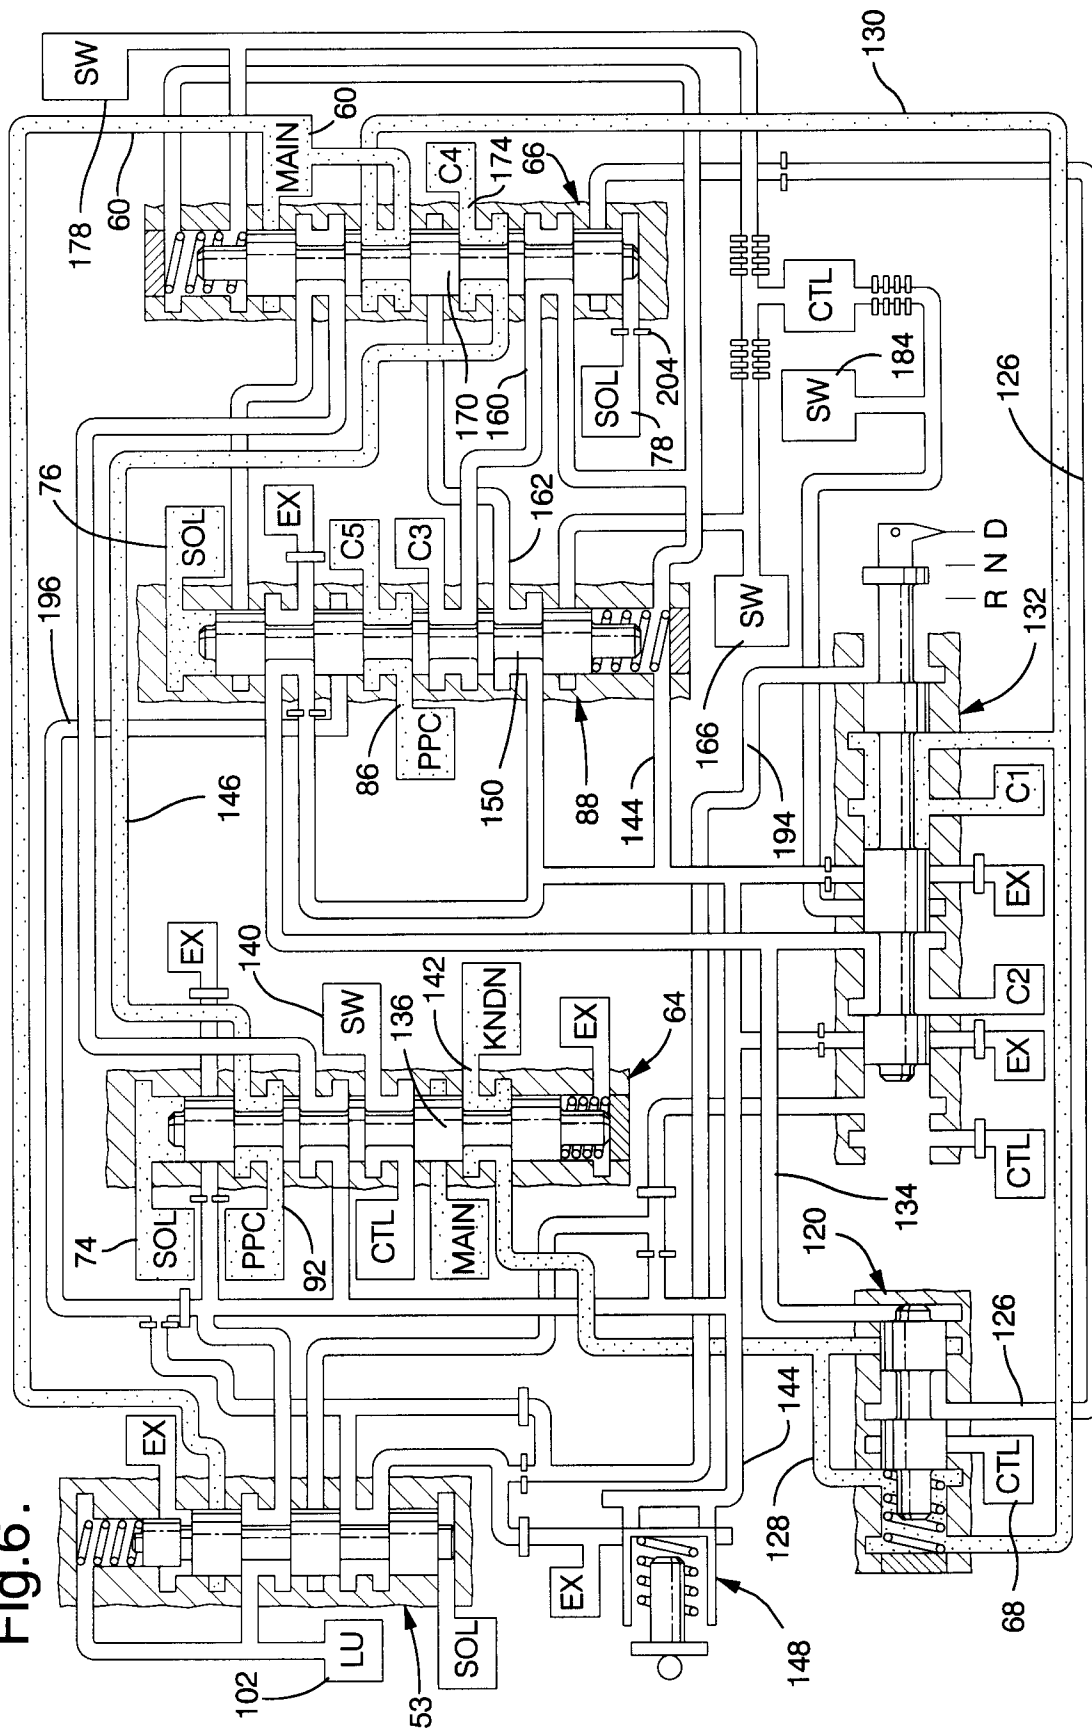 Fig.6.
196
76
178
SW
60
74
EX
SOL
EX
SOL
146
102
140
EX
60
MAIN
PPC
92
SW
C5
LU
136
86
PPC
C3
C4
174
CTL
142
162
66
53
MAIN
KNDN
150
170
160
SOL
EX
64
88
SOL
78
204
EX
144
166
SW
148
144
194
CTL
SW
184
128
134
120
132
R N D
130
68
CTL
126
CTL
EX
C2
EX
C1
126